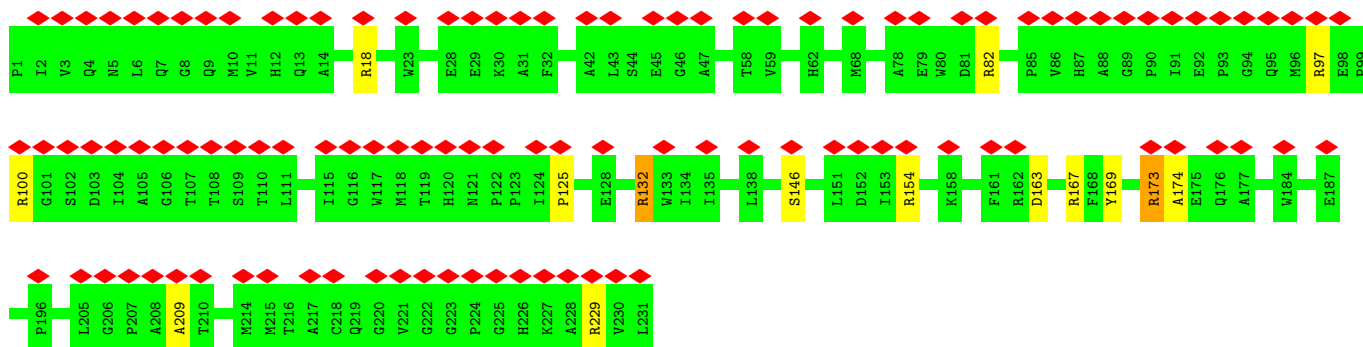 P1 I2 V3 Q4 N5 L6 Q7 G8 Q9 M10 V11 H12 Q13 A14 R18 W23 E28 E29 K30 A31 F32 A42 L43 S44 E45 G46 A47 T58 V59 H62 M68 A78 E79 W80 D81 R82 P85 V86 H87 A88 G89 P90 I91 E92 P93 G94 Q95 M96 R97 E98 P99
R100 G101 S102 D103 I104 A105 G106 T107 T108 S109 T110 L111 I115 G116 W117 M118 T119 H120 N121 P122 P123 I124 P125 E128 R132 W133 I134 I135 L138 S146 L151 D152 I153 R154 K158 F161 R162 D163 R167 F168 Y169 R173 A174 E175 Q176 A177 W184 E187
P196 L205 G206 P207 A208 A209 T210 M214 M215 T216 A217 C218 Q219 G220 V221 G222 G223 P224 G225 H226 K227 A228 R229 V230 L231